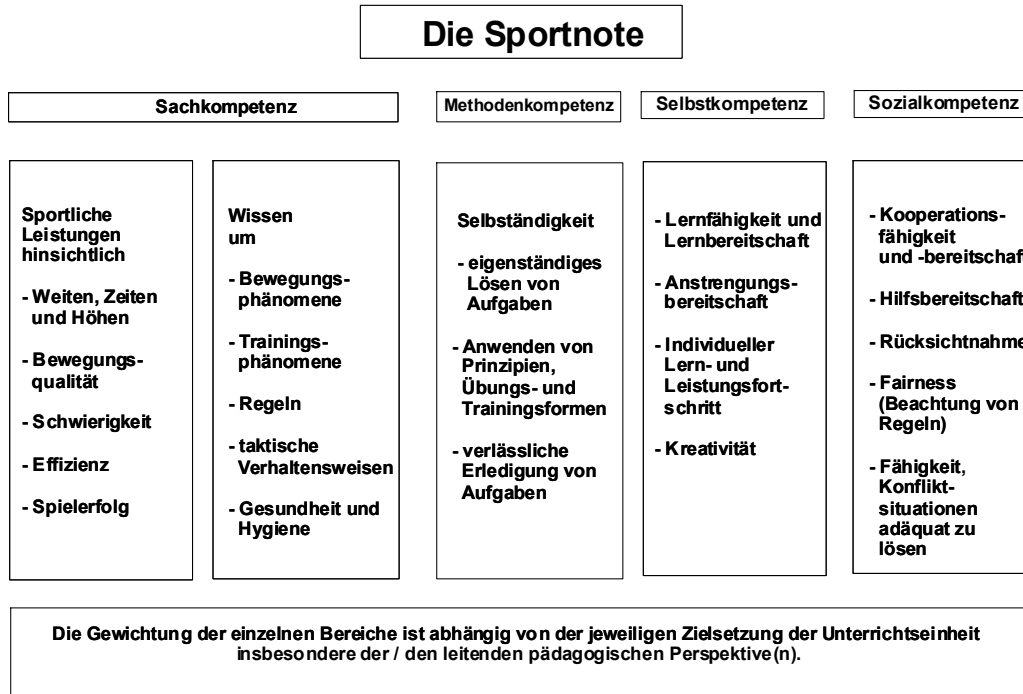 Die Sportnote
Sachkompetenz
Methodenkompetenz
Selbstkompetenz
Sozialkompetenz
Sportliche
Leistungen
hinsichtlich
- Weiten, Zeiten
und Höhen
- Bewegungs-
qualität
- Schwierigkeit
- Effizienz
- Spielerfolg
Wissen
um
- Bewegungs-
phänomene
- Trainings-
phänomene
- Regeln
- taktische
Verhaltensweisen
- Gesundheit und
Hygiene
Selbständigkeit
- eigenständiges
Lösen von
Aufgaben
- Anwenden von
Prinzipien,
Übungs- und
Trainingsformen
- verlässliche
Erledigung von
Aufgaben
- Lernfähigkeit und
Lernbereitschaft
- Anstrengungs-
bereitschaft
- Individueller
Lern- und
Leistungsfort-
schritt
- Kreativität
- Kooperations-
fähigkeit
und -bereitschaft
- Hilfsbereitschaft
- Rücksichtnahme
- Fairness
(Beachtung von
Regeln)
- Fähigkeit,
Konflikt-
situationen
adäquat zu
lösen
Die Gewichtung der einzelnen Bereiche ist abhängig von der jeweiligen Zielsetzung der Unterrichtseinheit
insbesondere der / den leitenden pädagogischen Perspektive(n).